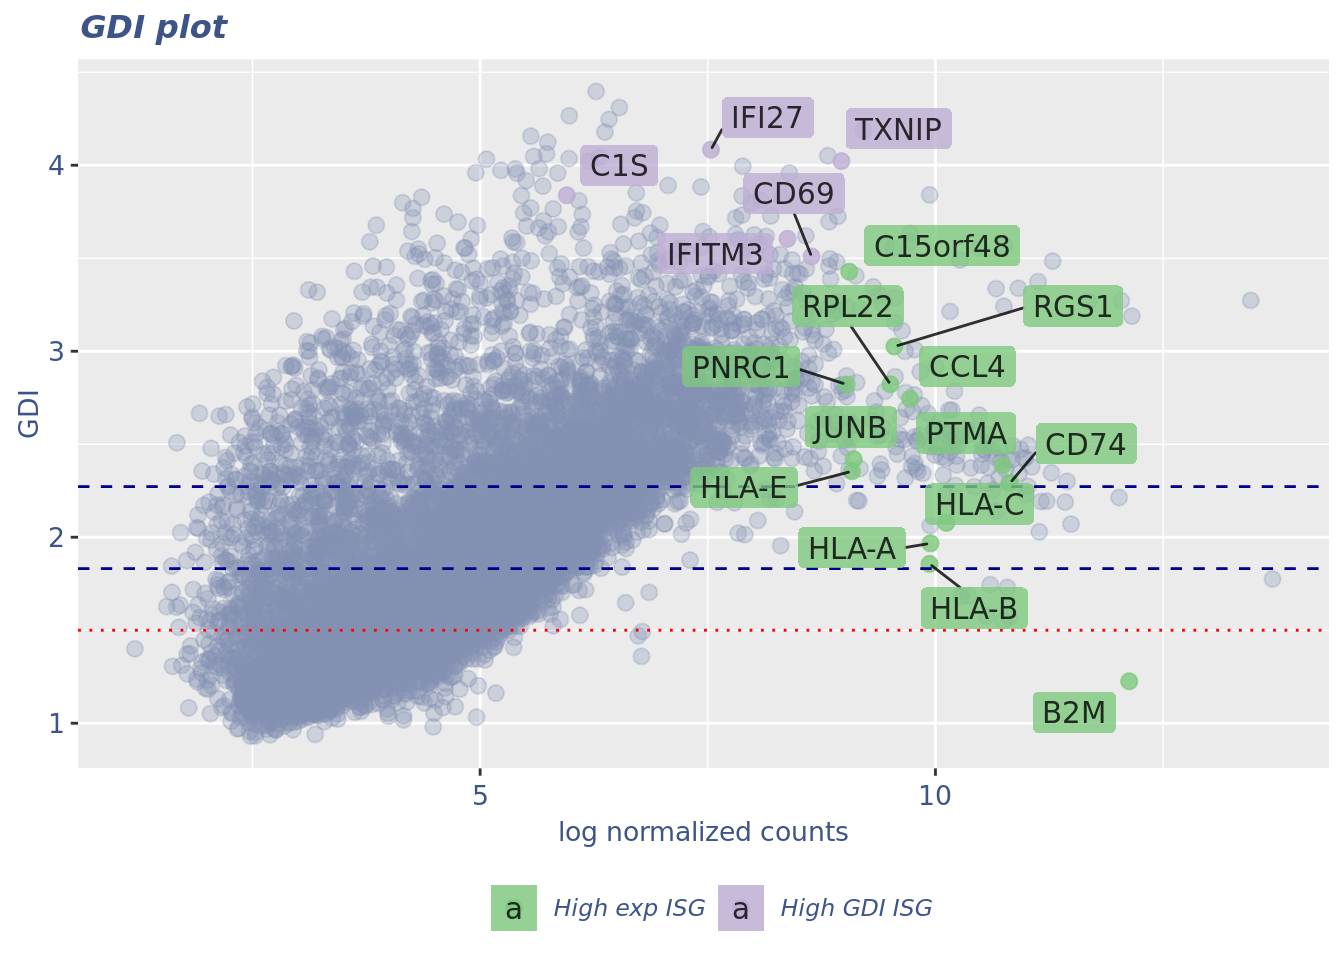 GDI plot
IFI27
TXNIP
C1S
CD69
IFITM3
C15orf48
RPL22
RGS1
PNRC1
CCL4
JUNB
PTMA
CD74
HLA-E
HLA-C
HLA-A
HLA-B
B2M
4
3
2
1
GDI
5
10
log normalized counts
a High exp ISG a High GDI ISG